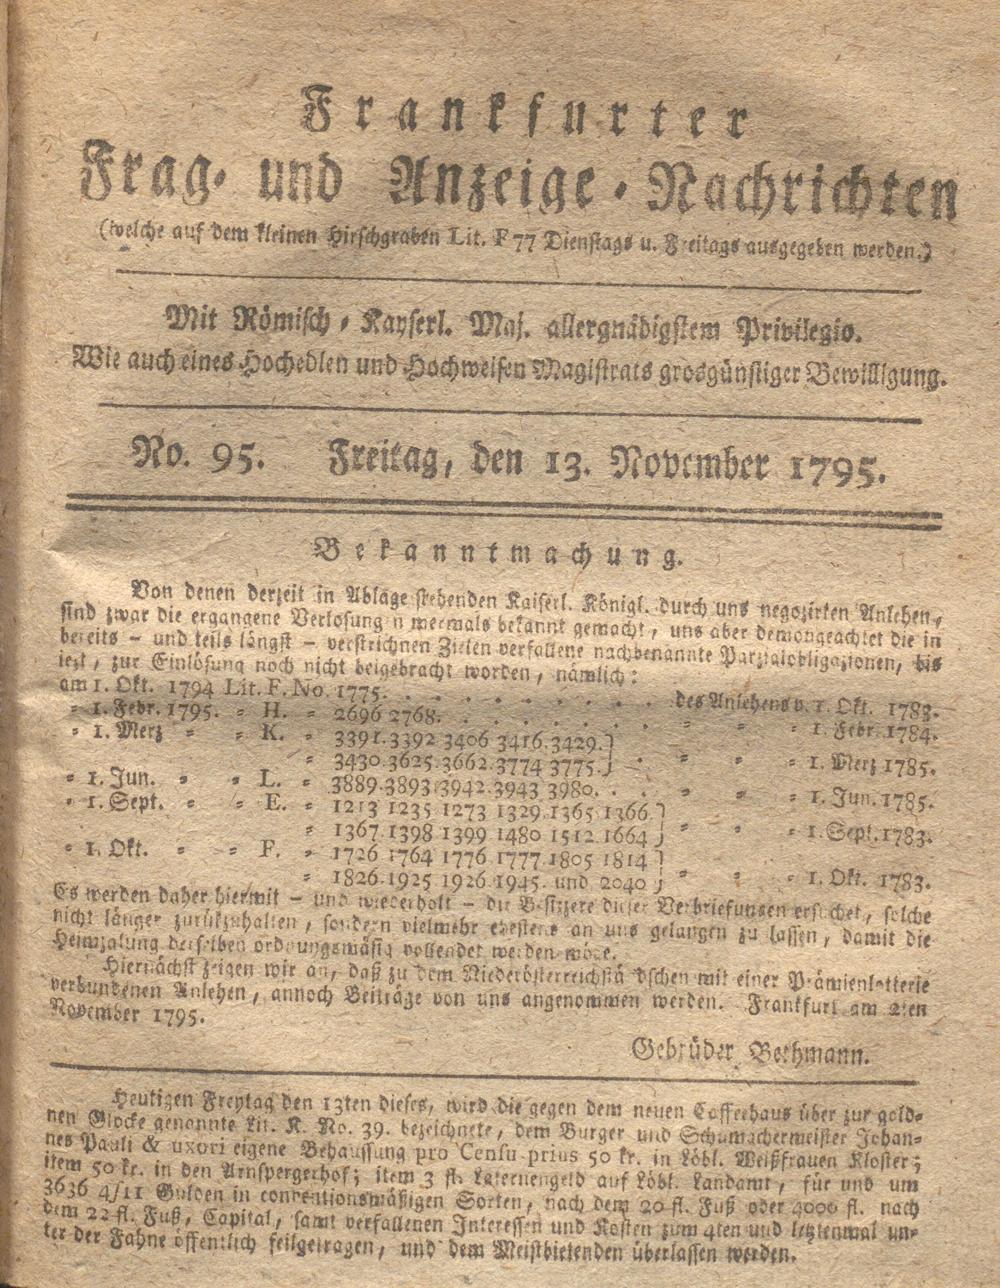 Frankfurter
Frag- und Anzeige-Nachrichten
(welche auf dem kleinen Hirschgraben Lit. F 77 Dienstags u. Freitags ausgegeben werden.)
Mit Römisch-Kayserl. Maj. allergnädigstem Privilegio.
Wie auch eines Hochedlen und Hochweisen Magistrats grosgünstiger Bewilligung.
No. 95. Freitag, den 13. November 1795.
Bekanntmachung.
Von denen derzeit in Ablage stehenden Kaiserl. Königl. durch uns negozirten Anlehen,
sind zwar die ergangene Verlosungen mermals bekannt gemacht, uns aber demongeachtet die in
bereits - und teils längst - verstrichnen Zielen verfallene nachbenannte Parzialobligazionen, bis
jezt, zur Einlösung noch nicht beigebracht worden, nämlich:
am 1. Okt. 1794 Lit. F. No. 1775. . . . . . . . . des Anlehens v. 1. Okt. 1783.
= 1. Febr. 1795. = H. = 2696 2768. . . . . . . = = = 1. Febr. 1784.
= 1. Merz = = K. = 3391. 3392 3406 3416. 3429. }
= 3430. 3625. 3662. 3774 3775. } . = = = 1. Merz 1785.
= 1. Jun. = = L. = 3889. 3893. 3942. 3943 3980. . . = = = 1. Jun. 1785.
= 1. Sept. = = E. = 1213 1235 1273 1329. 1365. 1366 }
= 1367. 1398 1399 1480 1512 1664 } = = = 1. Sept. 1783.
= 1. Okt. = = F. = 1726 1764 1776 1777. 1805 1814 }
= 1826. 1925 1926. 1945. und 2040 } = = = 1. Okt. 1783.
Es werden daher hiermit - und wiederholt - die Besizzere dieser Verbriefungen ersuchet, solche
nicht länger zurükzuhalten, sondern vielmehr ehestens an uns gelangen zu lassen, damit die
Heimzalung derselben ordnungsmäsig vollendet werden möge.
Hiernächst zeigen wir an, daß zu dem Niederösterreichständschen mit einer Prämienlotterie
verbundenen Anlehen, annoch Beiträge von uns angenommen werden. Frankfurt am 2ten
November 1795.
Gebrüder Bethmann.
Heutigen Freytag den 13ten dieses, wird die gegen dem neuen Caffeehaus über zur gold-
nen Glocke genannte Lit. K. No. 39. bezeichnete, dem Burger und Schumachermeister Johan-
nes Pauli & uxori eigene Behaussung pro Censu prius 50 kr. in Löbl. Weißfrauen Kloster;
item 50 kr. in den Arnspergerhof; item 3 fl. Laternengeld auf Löbl. Landamt, für und um
3636 4/11 Gulden in conventionsmäßigen Sorten, nach dem 20 fl. Fuß oder 4000 fl. nach
dem 22 fl. Fuß, Capital, samt verfallenen Interessen und Kosten zum 4ten und letztenmal un-
ter der Fahne öffentlich feilgetragen, und dem Meistbietenden überlassen werden.